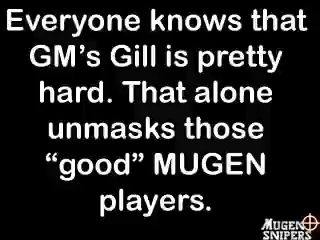 Everyone knows that
GM’s Gill is pretty
hard. That alone
unmasks those
“good” MUGEN
players.
MUGEN
SNIPERS